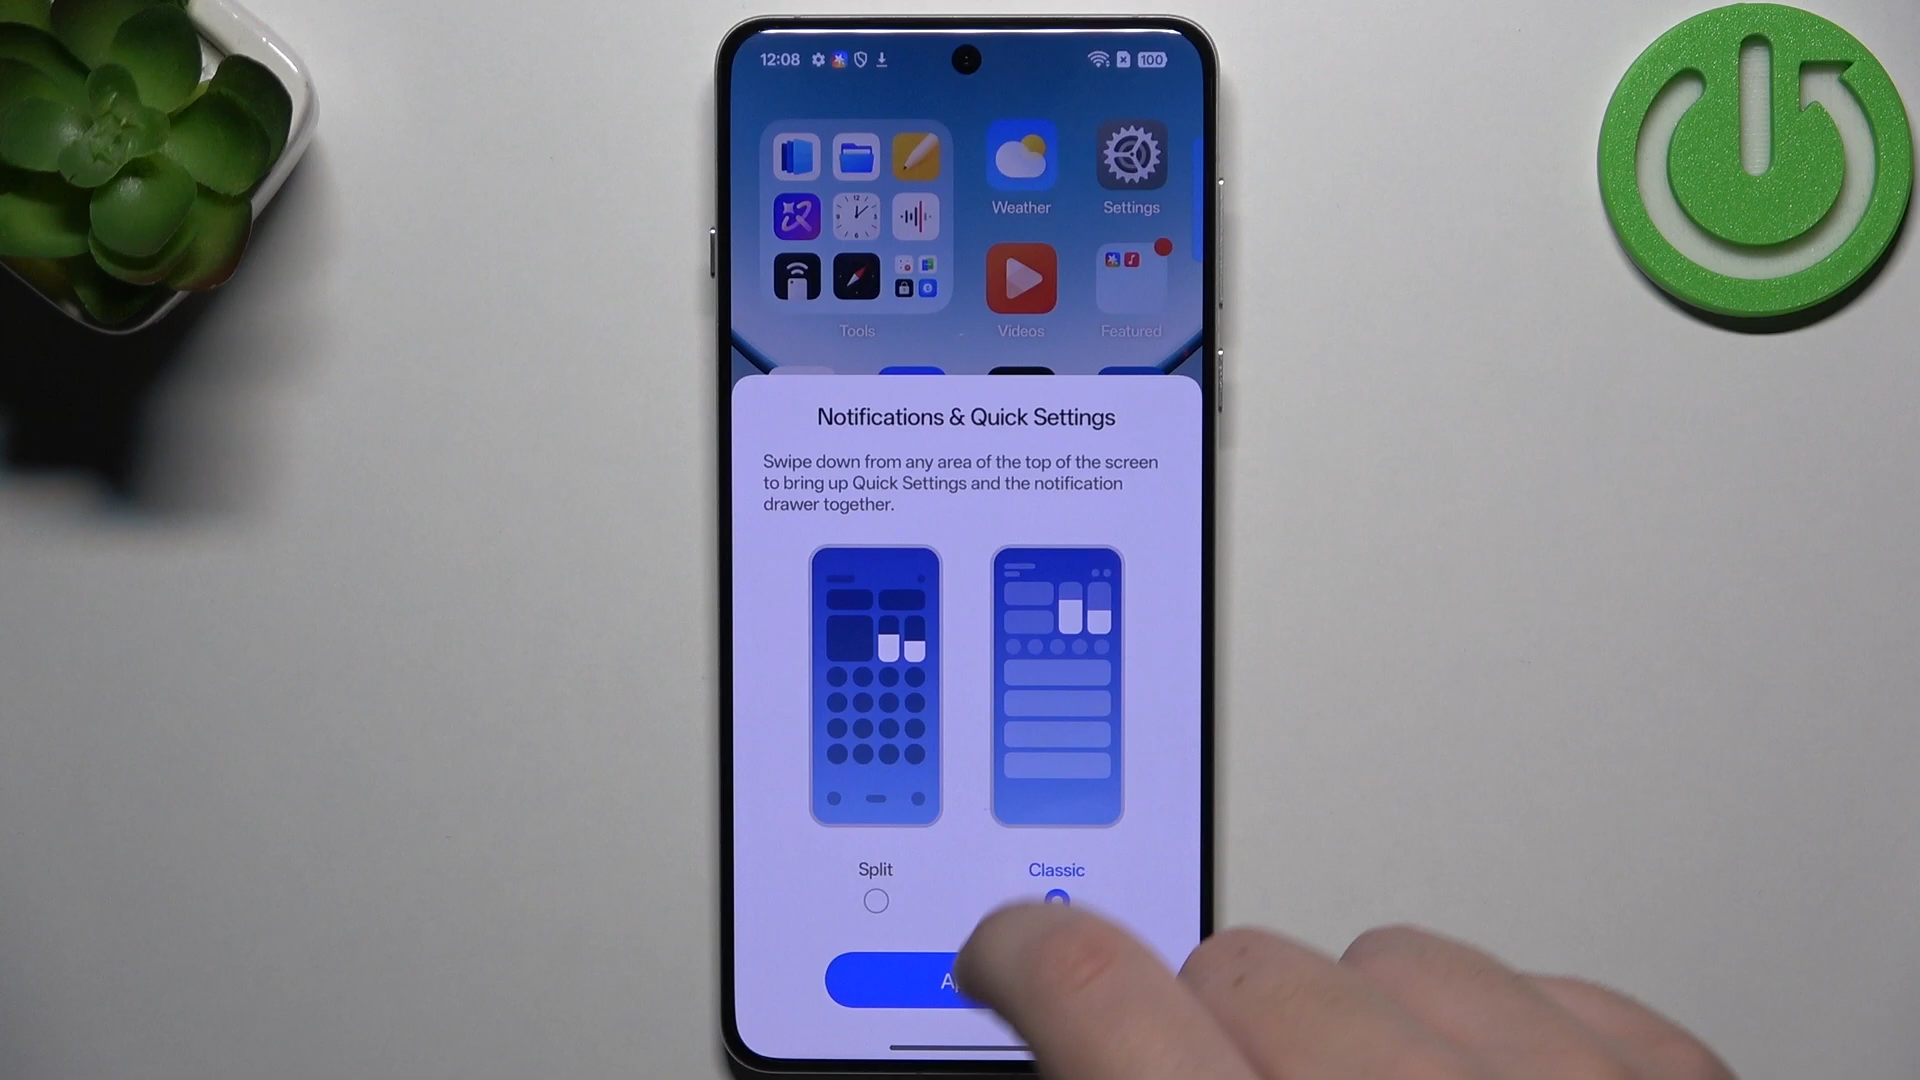 12:08
100
Weather
Settings
Tools
Videos
Featured
Notifications & Quick Settings
Swipe down from any area of the top of the screen
to bring up Quick Settings and the notification
drawer together.
Split
Classic